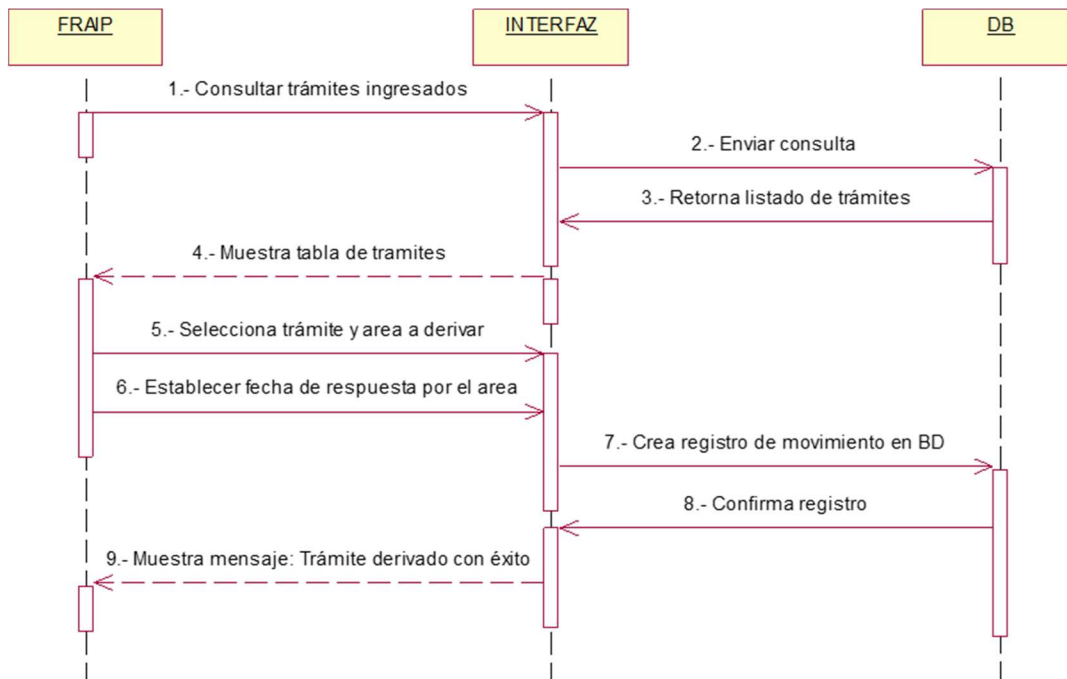 FRAIP
INTERFAZ
DB
1.- Consultar trámites ingresados
2.- Enviar consulta
3.- Retorna listado de trámites
4.- Muestra tabla de tramites
5.- Selecciona trámite y area a derivar
6.- Establecer fecha de respuesta por el area
7.- Crea registro de movimiento en BD
8.- Confirma registro
9.- Muestra mensaje: Trámite derivado con éxito